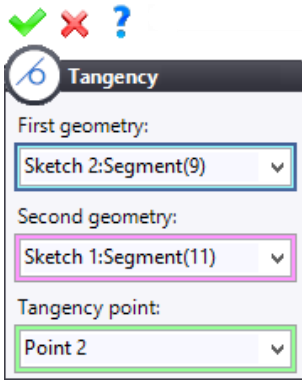 ?
Tangency
First geometry:
Sketch 2:Segment(9)
Second geometry:
Sketch 1:Segment(11)
Tangency point:
Point 2